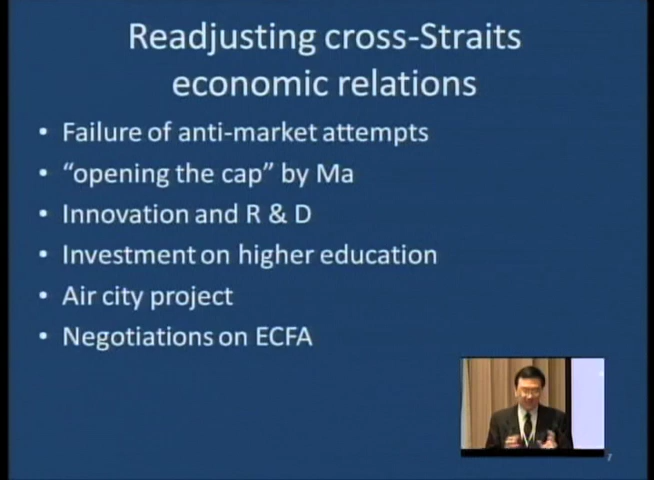 Readjusting cross-Straits
economic relations
• Failure of anti-market attempts
• “opening the cap” by Ma
• Innovation and R & D
• Investment on higher education
• Air city project
• Negotiations on ECFA
7